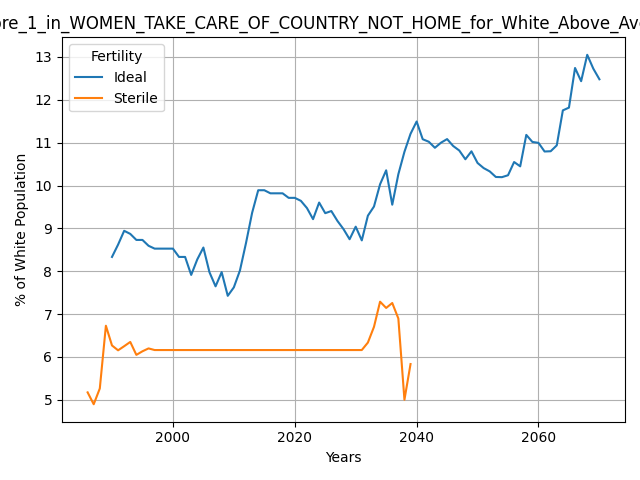 ore_1_in_WOMEN_TAKE_CARE_OF_COUNTRY_NOT_HOME_for_White_Above_Ave
Fertility
Ideal
Sterile
% of White Population
13
12
11
10
9
8
7
6
5
2000 2020 2040 2060
Years